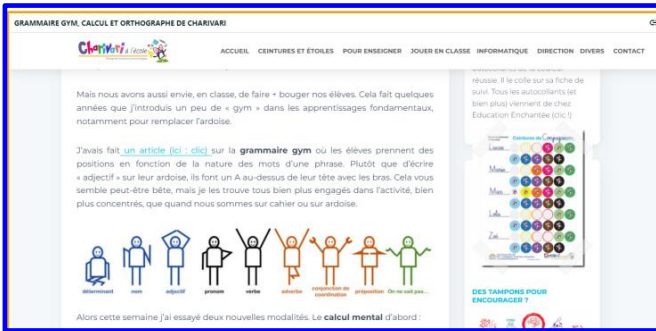 GRAMMAIRE GYM, CALCUL ET ORTHOGRAPHE DE CHARIVARI
Charivari à l'école
ACCUEIL CEINTURES ET ÉTOILES POUR ENSEIGNER JOUER EN CLASSE INFORMATIQUE DIRECTION DIVERS CONTACT
Mais nous avons aussi envie, en classe, de faire + bouger nos élèves. Cela fait quelques
années que j'introduis un peu de « gym » dans les apprentissages fondamentaux,
notamment pour remplacer l'ardoise.
J'avais fait un article (ici : clic) sur la grammaire gym où les élèves prennent des
positions en fonction de la nature des mots d'une phrase. Plutôt que d'écrire
« adjectif » sur leur ardoise, ils font un A au-dessus de leur tête avec les bras. Cela vous
semble peut-être bête, mais je les trouve tous bien plus engagés dans l'activité, bien
plus concentrés, que quand nous sommes sur cahier ou sur ardoise.
déterminant nom adjectif pronom verbe adverbe conjonction de coordination préposition On ne sait pas...
Alors cette semaine j'ai essayé deux nouvelles modalités. Le calcul mental d'abord :
réussie. Il le colle sur sa fiche de
suivi. Tous les autocollants (et
bien plus) viennent de chez
Education Enchantée (clic !)
DES TAMPONS POUR
ENCOURAGER ?